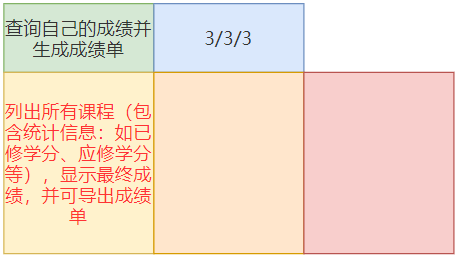 查询自己的成绩并
生成成绩单
3/3/3
列出所有课程（包
含统计信息：如已
修学分、应修学分
等），显示最终成
绩，并可导出成绩
单